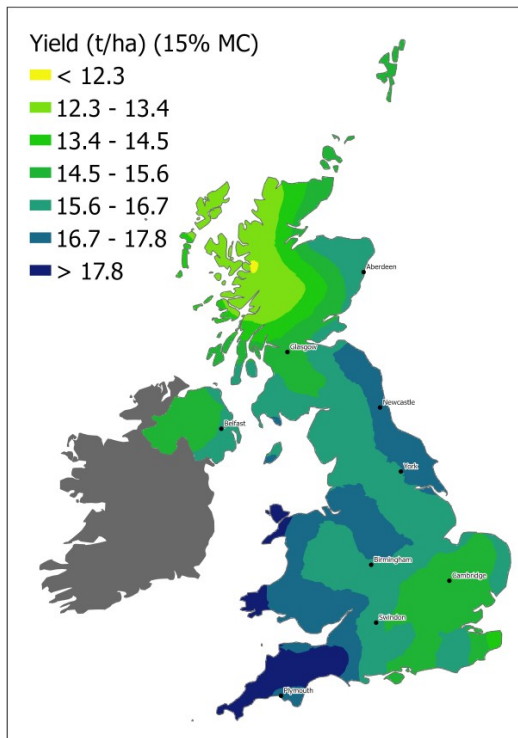 Yield (t/ha) (15% MC)
< 12.3
12.3 - 13.4
13.4 - 14.5
14.5 - 15.6
15.6 - 16.7
16.7 - 17.8
> 17.8
Aberdeen
Glasgow
Newcastle
Belfast
York
Birmingham
Cambridge
Swindon
Plymouth